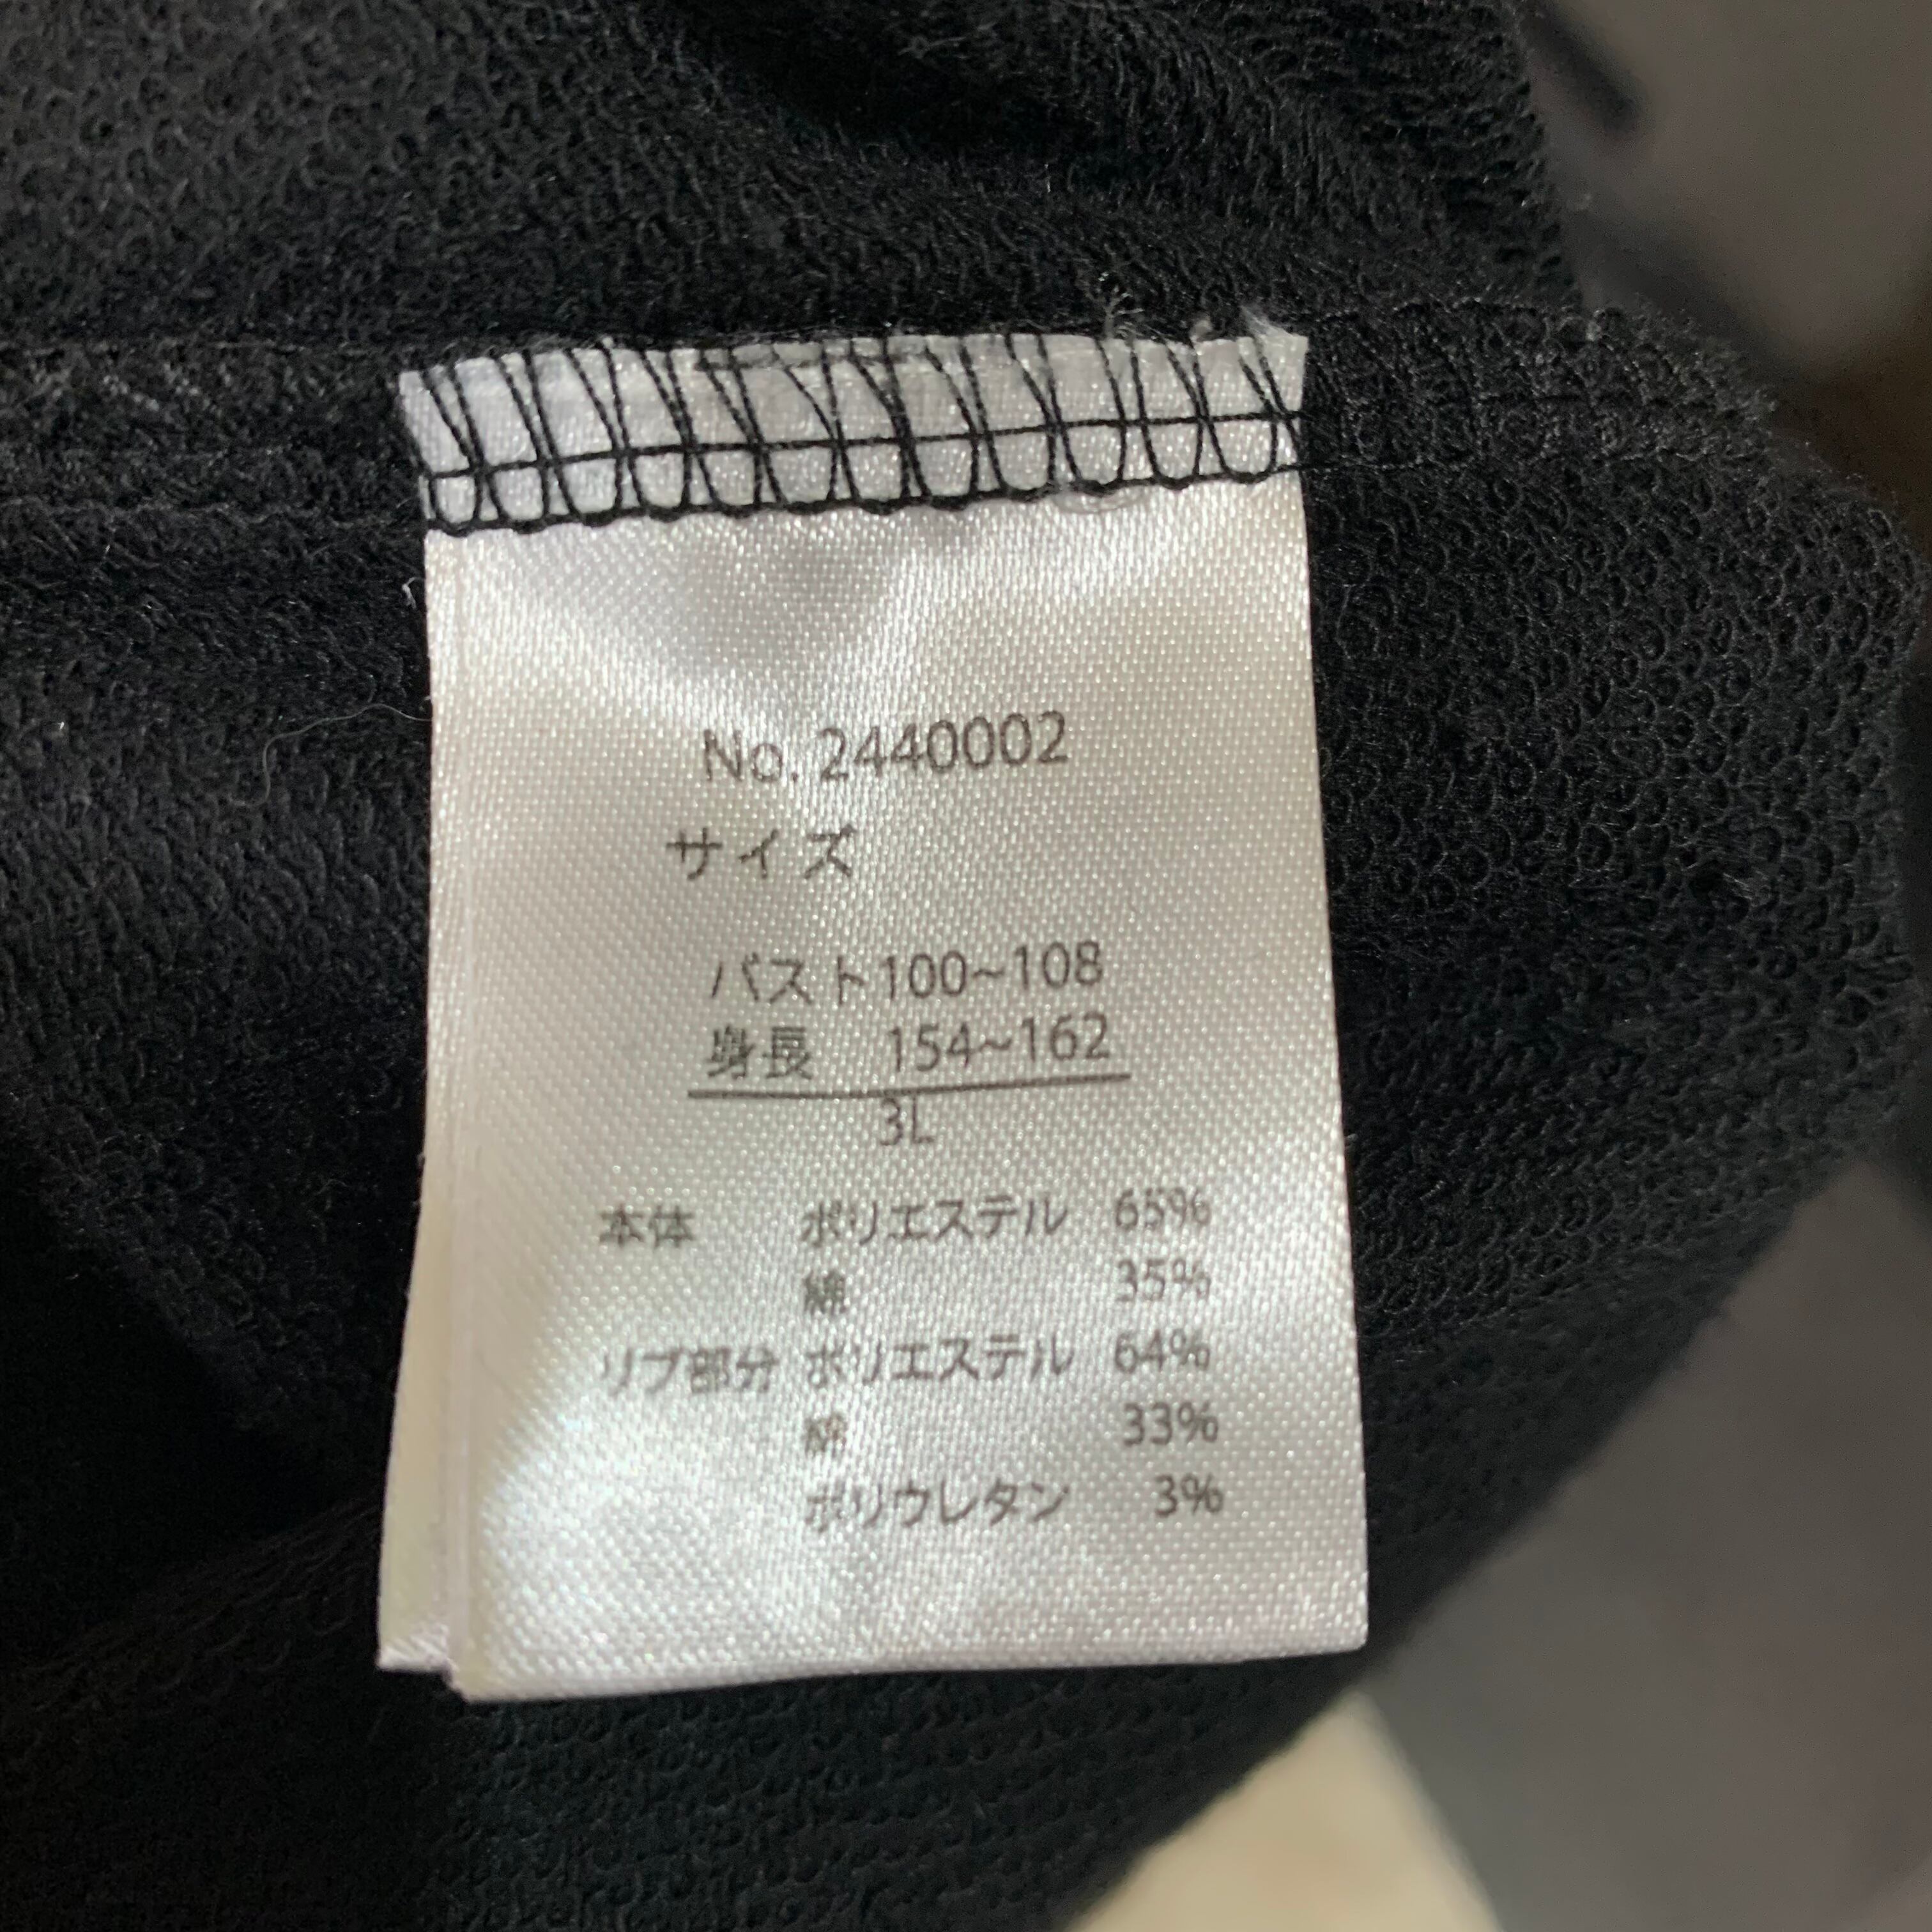 No. 2440002
サイズ
バスト100~108
身長 154~162
3L
本体 ポリエステル 65%
綿 35%
リブ部分 ポリエステル 64%
綿 33%
ポリウレタン 3%